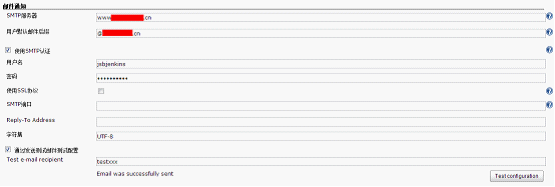 邮件通知
SMTP服务器
www.
.cn
用户默认邮件后缀
@
.cn
使用SMTP认证
用户名
jsbjenkins
密码
••••••••••
使用SSL协议
SMTP端口
Reply-To Address
字符集
UTF-8
通过发送测试邮件测试配置
Test e-mail recipient
testxxx
Email was successfully sent
Test configuration